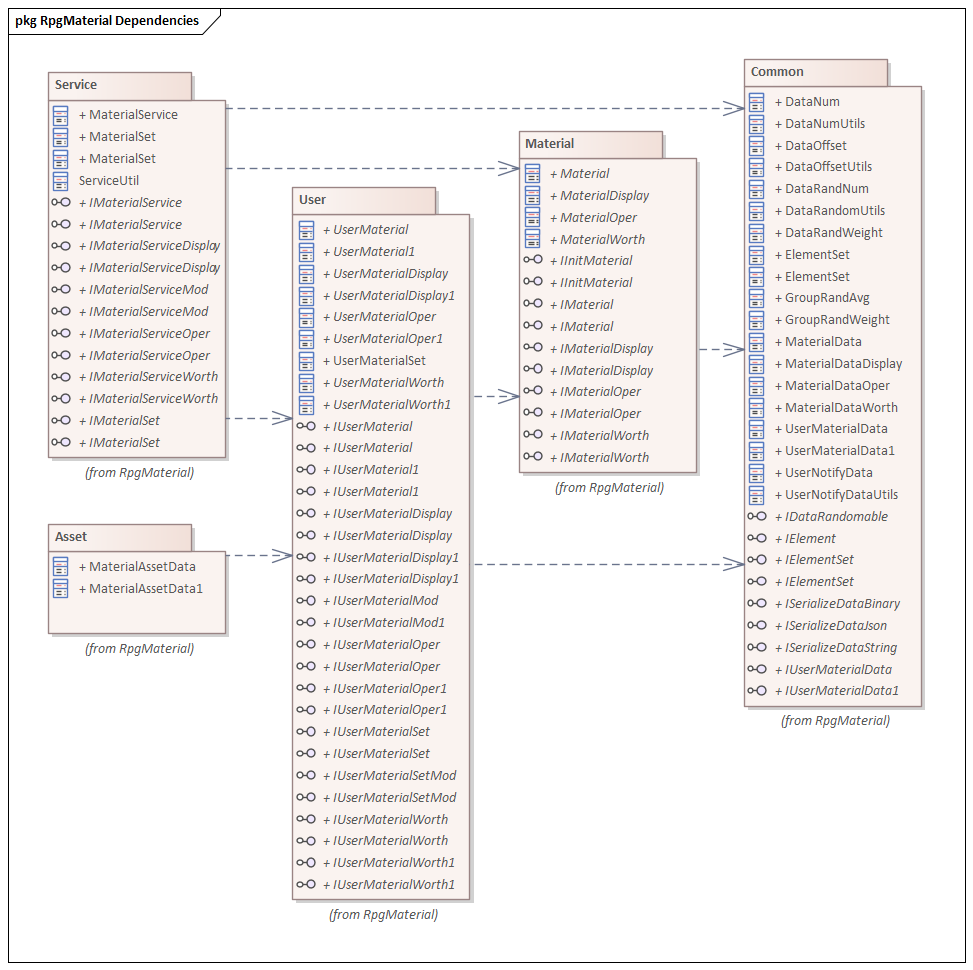 pkg RpgMaterial Dependencies
Service
+ MaterialService
+ MaterialSet
+ MaterialSet
ServiceUtil
+ IMaterialService
+ IMaterialService
+ IMaterialServiceDisplay
+ IMaterialServiceDisplay
+ IMaterialServiceMod
+ IMaterialServiceMod
+ IMaterialServiceOper
+ IMaterialServiceOper
+ IMaterialServiceWorth
+ IMaterialServiceWorth
+ IMaterialSet
+ IMaterialSet
(from RpgMaterial)
Asset
+ MaterialAssetData
+ MaterialAssetData1
(from RpgMaterial)
User
+ UserMaterial
+ UserMaterial1
+ UserMaterialDisplay
+ UserMaterialDisplay1
+ UserMaterialOper
+ UserMaterialOper1
+ UserMaterialSet
+ UserMaterialWorth
+ UserMaterialWorth1
+ IUserMaterial
+ IUserMaterial
+ IUserMaterial1
+ IUserMaterial1
+ IUserMaterialDisplay
+ IUserMaterialDisplay
+ IUserMaterialDisplay1
+ IUserMaterialDisplay1
+ IUserMaterialMod
+ IUserMaterialMod1
+ IUserMaterialOper
+ IUserMaterialOper
+ IUserMaterialOper1
+ IUserMaterialOper1
+ IUserMaterialSet
+ IUserMaterialSet
+ IUserMaterialSetMod
+ IUserMaterialSetMod
+ IUserMaterialWorth
+ IUserMaterialWorth
+ IUserMaterialWorth1
+ IUserMaterialWorth1
(from RpgMaterial)
Material
+ Material
+ MaterialDisplay
+ MaterialOper
+ MaterialWorth
+ IInitMaterial
+ IInitMaterial
+ IMaterial
+ IMaterial
+ IMaterialDisplay
+ IMaterialDisplay
+ IMaterialOper
+ IMaterialOper
+ IMaterialWorth
+ IMaterialWorth
(from RpgMaterial)
Common
+ DataNum
+ DataNumUtils
+ DataOffset
+ DataOffsetUtils
+ DataRandNum
+ DataRandomUtils
+ DataRandWeight
+ ElementSet
+ ElementSet
+ GroupRandAvg
+ GroupRandWeight
+ MaterialData
+ MaterialDataDisplay
+ MaterialDataOper
+ MaterialDataWorth
+ UserMaterialData
+ UserMaterialData1
+ UserNotifyData
+ UserNotifyDataUtils
+ IDataRandomable
+ IElement
+ IElementSet
+ IElementSet
+ ISerializeDataBinary
+ ISerializeDataJson
+ ISerializeDataString
+ IUserMaterialData
+ IUserMaterialData1
(from RpgMaterial)